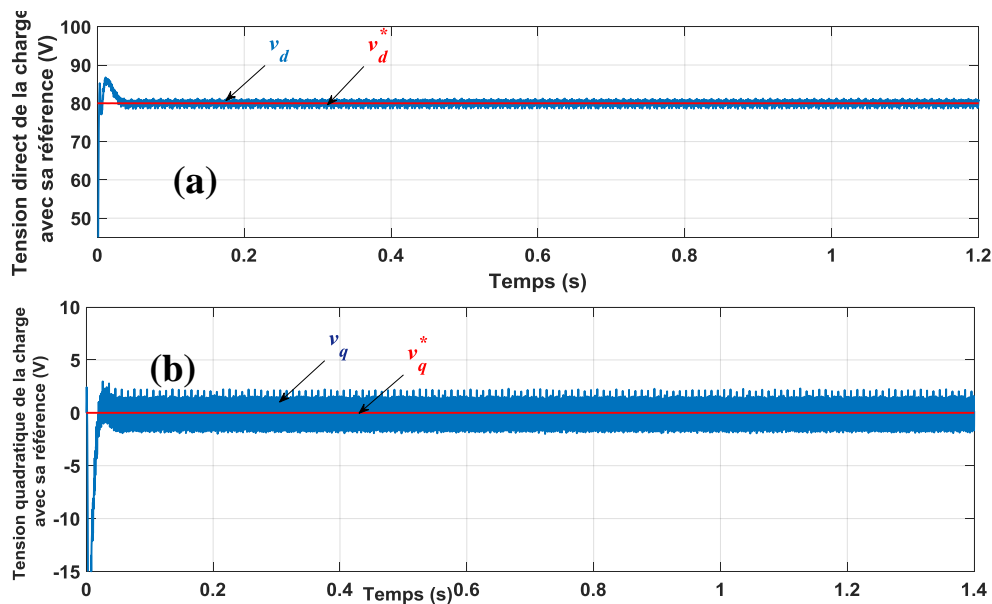 Tension direct de la charge
avec sa référence (V)
100
90
80
70
60
50
v_d
v_d^*
(a)
0
0.2
0.4
0.6
0.8
1
1.2
Temps (s)
Tension quadratique de la charge
avec sa référence (V)
10
5
0
-5
-10
-15
v_q
v_q^*
(b)
0
0.2
0.4
0.6
0.8
1
1.2
1.4
Temps (s)